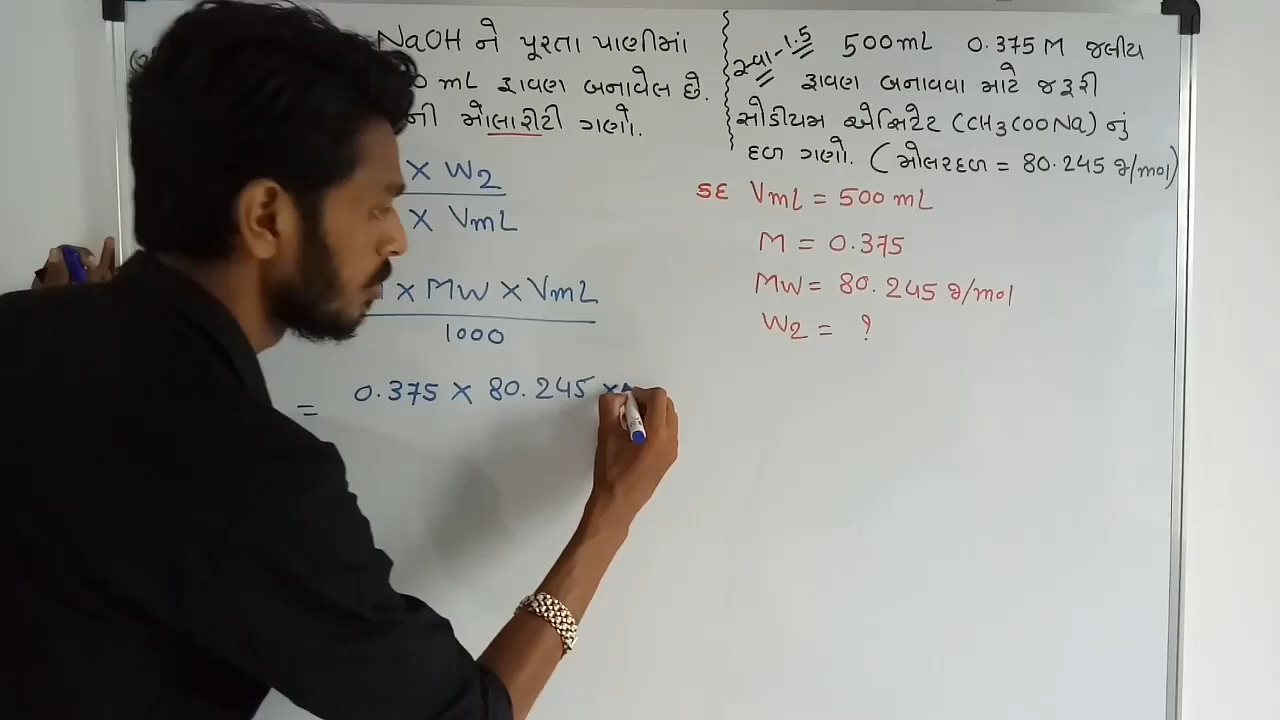 NaOH ને પૂરતા પાણીમાં
mL દ્રાવણ બનાવેલ છે.
ની મોલારીટી ગણો.
X W2
X VmL
X MW X VmL
1000
= 0.375 X 80.245 X
સ્વા-1.5 500mL 0.375 M જલીય
દ્રાવણ બનાવવા માટે જરૂરી
સોડીયમ એસિટેટ (CH3COONa) નું
દળ ગણો. (મોલરદળ = 80.245 g/mol)
SE VmL = 500 mL
M = 0.375
MW = 80.245 g/mol
W2 = ?